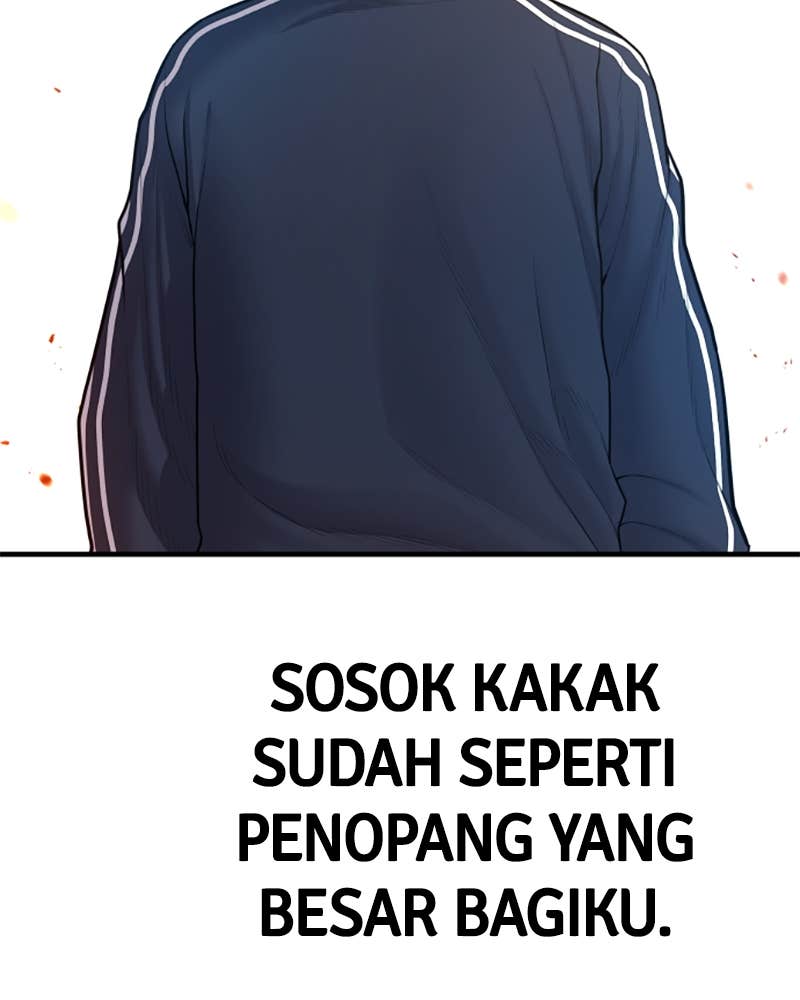 SOSOK KAKAK
SUDAH SEPERTI
PENOPANG YANG
BESAR BAGIKU.